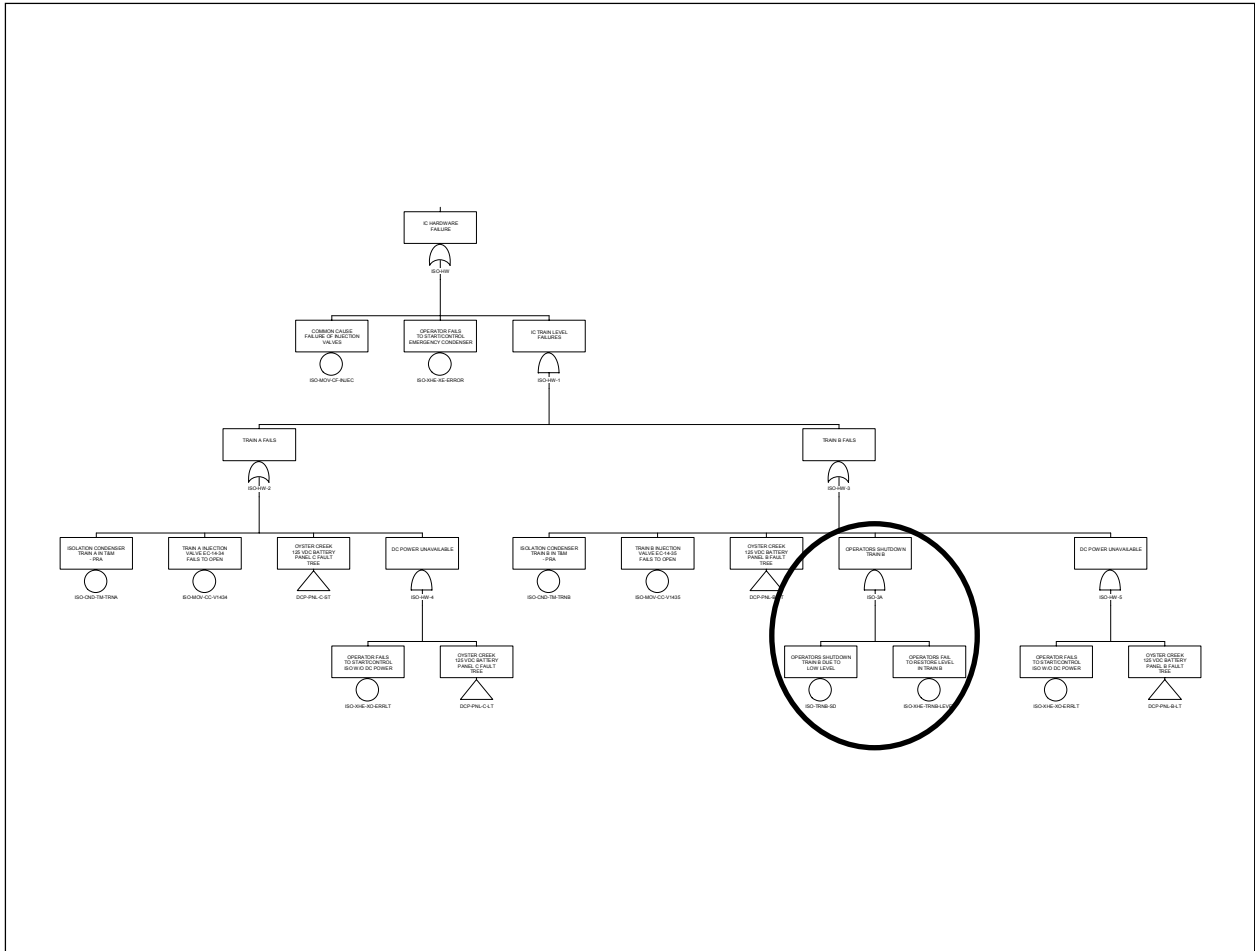 IC HARDWARE
FAILURE
ISO-HW
COMMON CAUSE
FAILURE OF INJECTION
VALVES
ISO-MOV-CF-INJEC
OPERATOR FAILS
TO START/CONTROL
EMERGENCY CONDENSER
ISO-XHE-XE-ERROR
IC TRAIN LEVEL
FAILURES
ISO-HW-1
TRAIN A FAILS
ISO-HW-2
TRAIN B FAILS
ISO-HW-3
ISOLATION CONDENSER
TRAIN A IN T&M
- PRA
ISO-CND-TM-TRNA
TRAIN A INJECTION
VALVE EC-14-34
FAILS TO OPEN
ISO-MOV-CC-V1434
OYSTER CREEK
125 VDC BATTERY
PANEL C FAULT
TREE
DCP-PNL-C-ST
DC POWER UNAVAILABLE
ISO-HW-4
ISOLATION CONDENSER
TRAIN B IN T&M
- PRA
ISO-CND-TM-TRNB
TRAIN B INJECTION
VALVE EC-14-35
FAILS TO OPEN
ISO-MOV-CC-V1435
OYSTER CREEK
125 VDC BATTERY
PANEL B FAULT
TREE
OPERATORS SHUTDOWN
TRAIN B
ISO-3A
DC POWER UNAVAILABLE
ISO-HW-5
OPERATOR FAILS
TO START/CONTROL
ISO W/O DC POWER
ISO-XHE-XO-ERRLT
OYSTER CREEK
125 VDC BATTERY
PANEL C FAULT
TREE
DCP-PNL-C-LT
OPERATORS SHUTDOWN
TRAIN B DUE TO
LOW LEVEL
ISO-TRNB-SD
OPERATORS FAIL
TO RESTORE LEVEL
IN TRAIN B
ISO-XHE-TRNB-LEVEL
OPERATOR FAILS
TO START/CONTROL
ISO W/O DC POWER
ISO-XHE-XO-ERRLT
OYSTER CREEK
125 VDC BATTERY
PANEL B FAULT
TREE
DCP-PNL-B-LT